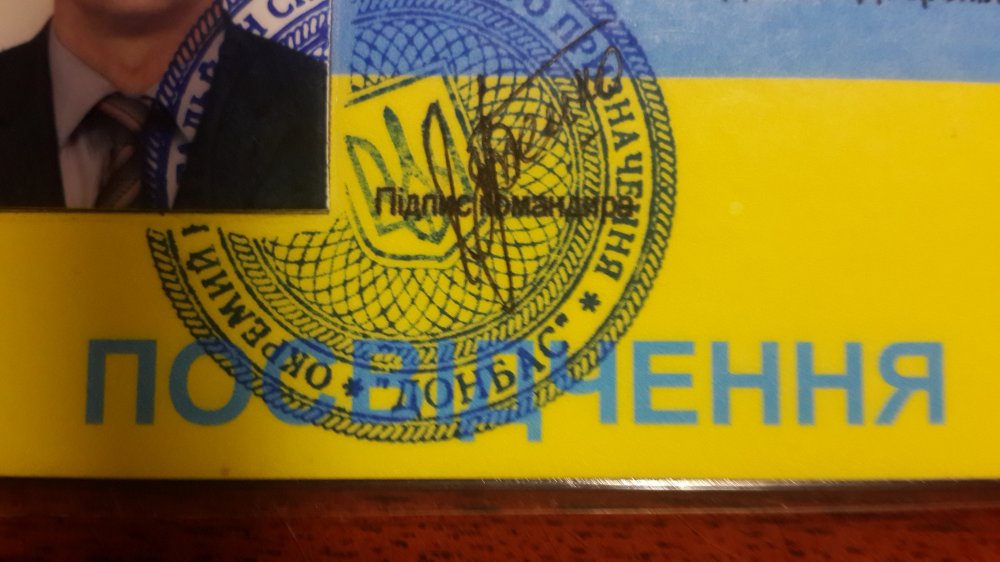 ПРИЗНАЧЕННЯ * ОКРЕМИЙ
* "ДОНБАС" *
Підпис командира
ПОСВІДЧЕННЯ